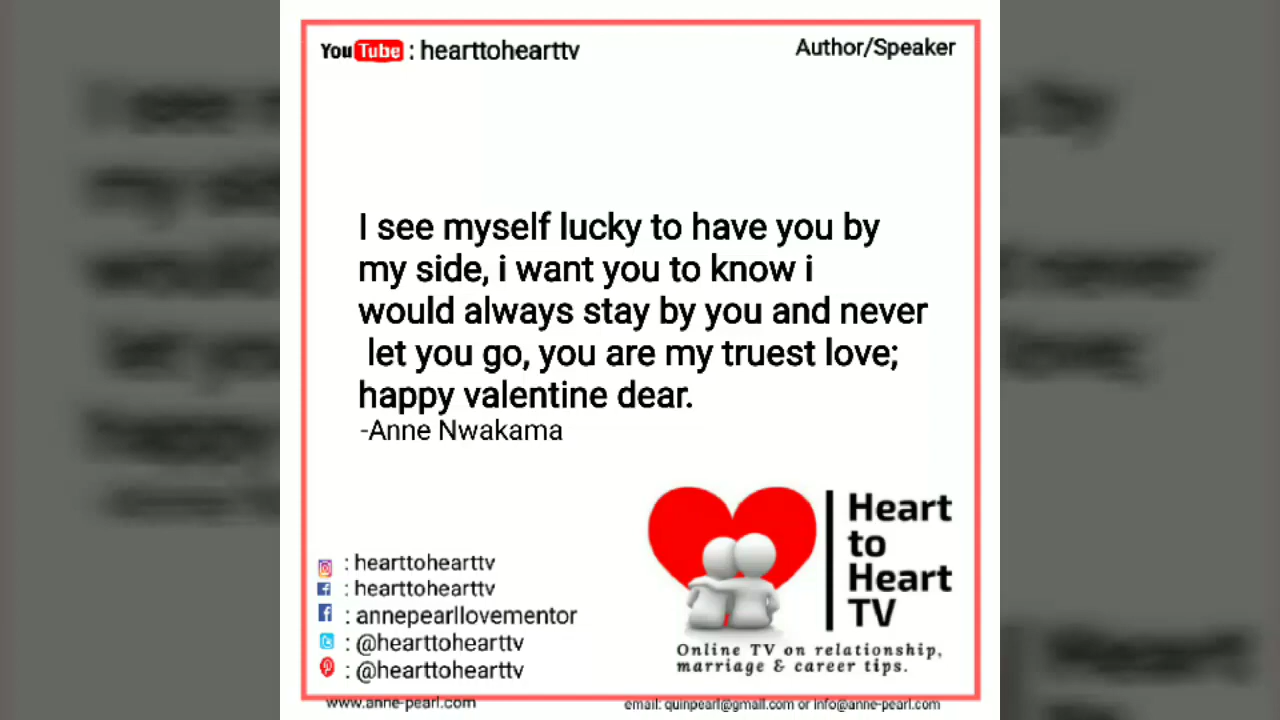 YouTube : hearttohearttv
Author/Speaker
I see myself lucky to have you by
my side, i want you to know i
would always stay by you and never
let you go, you are my truest love;
happy valentine dear.
-Anne Nwakama
Heart
to
Heart
TV
Online TV on relationship,
marriage & career tips.
: hearttohearttv
: hearttohearttv
: annepearllovementor
: @hearttohearttv
: @hearttohearttv
www.anne-pearl.com
email: quinpearl@gmail.com or info@anne-pearl.com